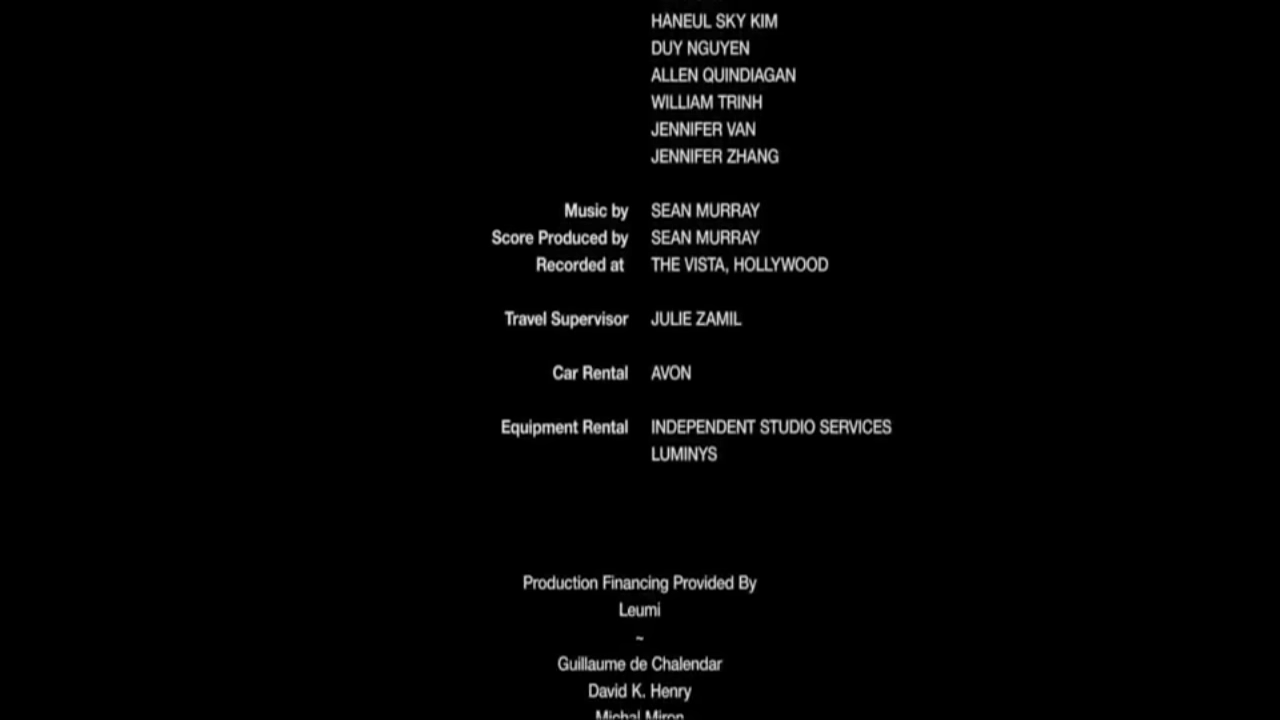 HANEUL SKY KIM
DUY NGUYEN
ALLEN QUINDIAGAN
WILLIAM TRINH
JENNIFER VAN
JENNIFER ZHANG
Music by SEAN MURRAY
Score Produced by SEAN MURRAY
Recorded at THE VISTA, HOLLYWOOD
Travel Supervisor JULIE ZAMIL
Car Rental AVON
Equipment Rental INDEPENDENT STUDIO SERVICES
LUMINYS
Production Financing Provided By
Leumi
~
Guillaume de Chalendar
David K. Henry
Michal Miron